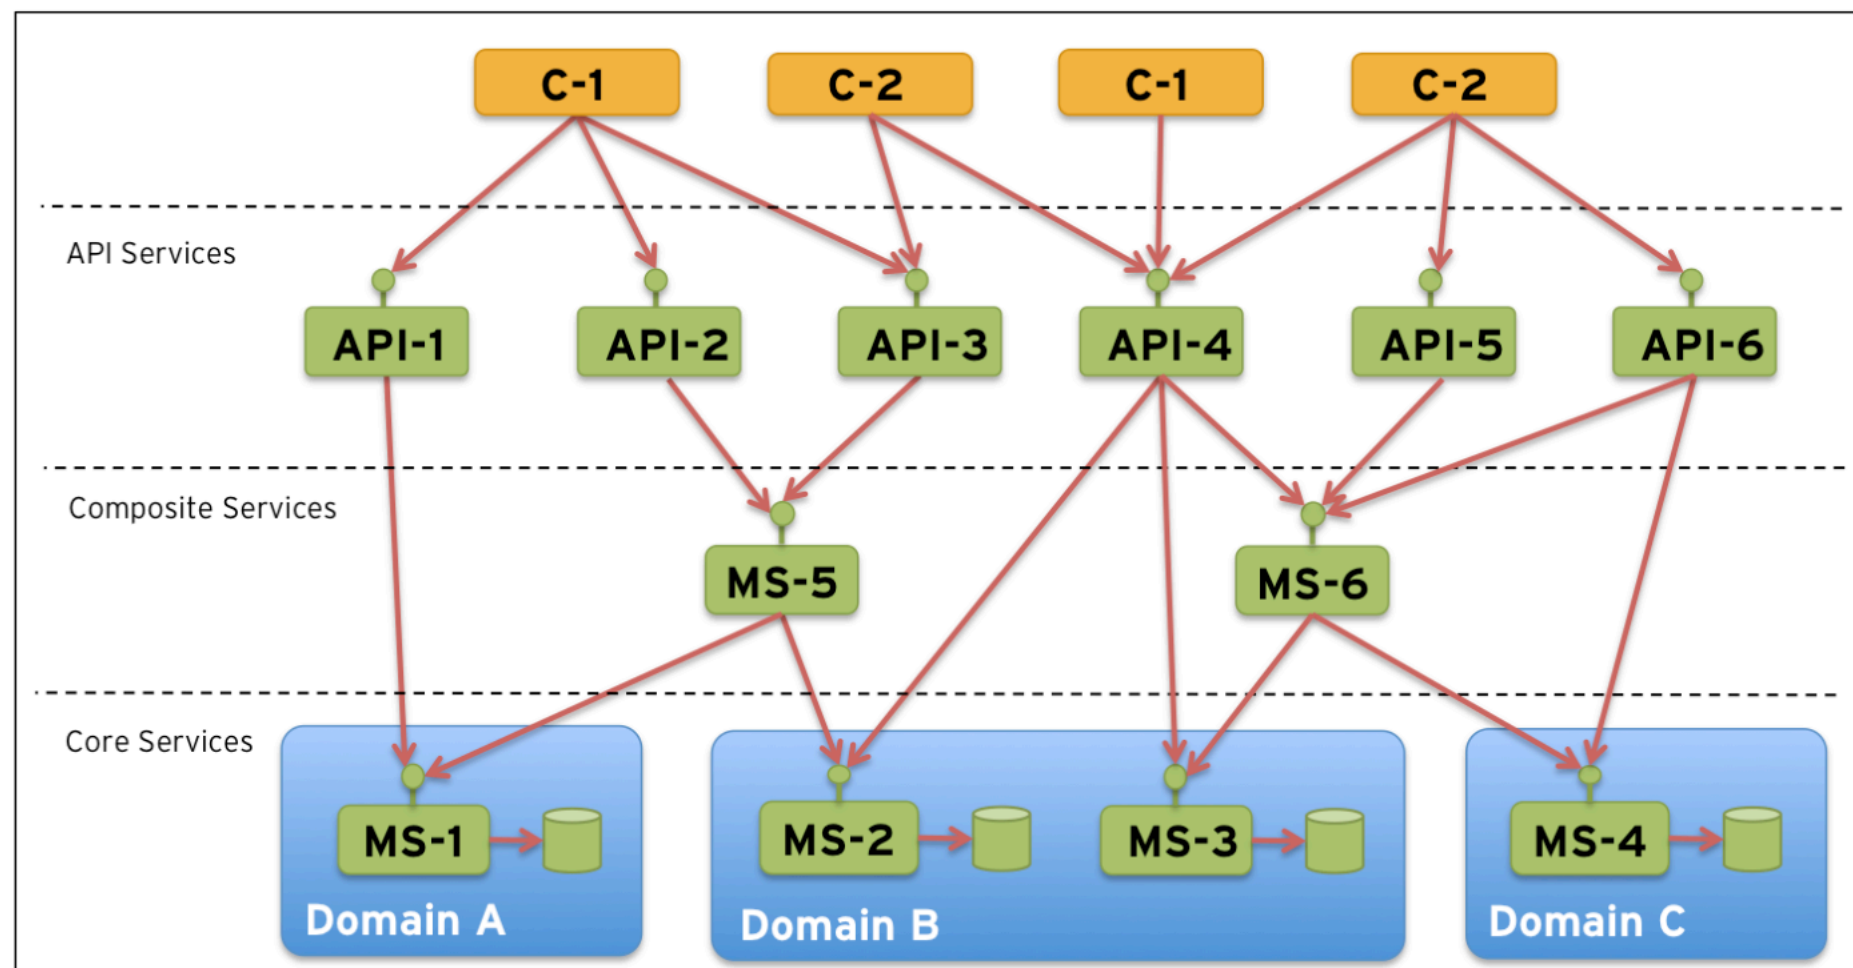 C-1
C-2
C-1
C-2
API Services
API-1
API-2
API-3
API-4
API-5
API-6
Composite Services
MS-5
MS-6
Core Services
MS-1
MS-2
MS-3
MS-4
Domain A
Domain B
Domain C